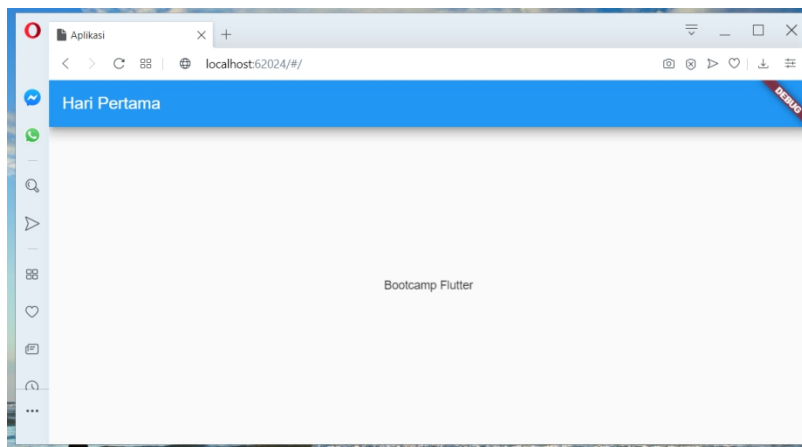 Aplikasi
localhost:62024/#/
Hari Pertama
DEBUG
Bootcamp Flutter